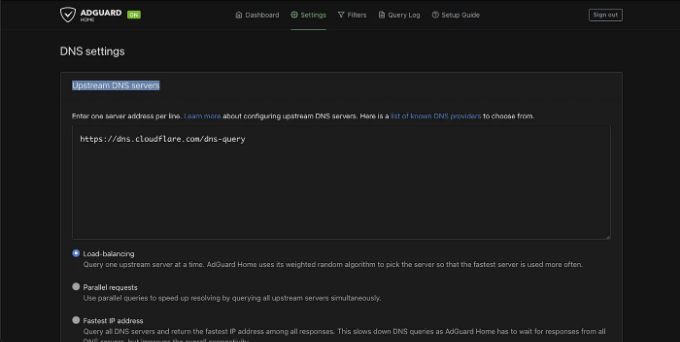 ADGUARD HOME ON
Dashboard Settings Filters Query Log Setup Guide Sign out
DNS settings
Upstream DNS servers
Enter one server address per line. Learn more about configuring upstream DNS servers. Here is a list of known DNS providers to choose from.
https://dns.cloudflare.com/dns-query
Load-balancing
Query one upstream server at a time. AdGuard Home uses its weighted random algorithm to pick the server so that the fastest server is used more often.
Parallel requests
Use parallel queries to speed up resolving by querying all upstream servers simultaneously.
Fastest IP address
Query all DNS servers and return the fastest IP address among all responses. This slows down DNS queries as AdGuard Home has to wait for responses from all
DNS servers, but improves the overall connectivity.